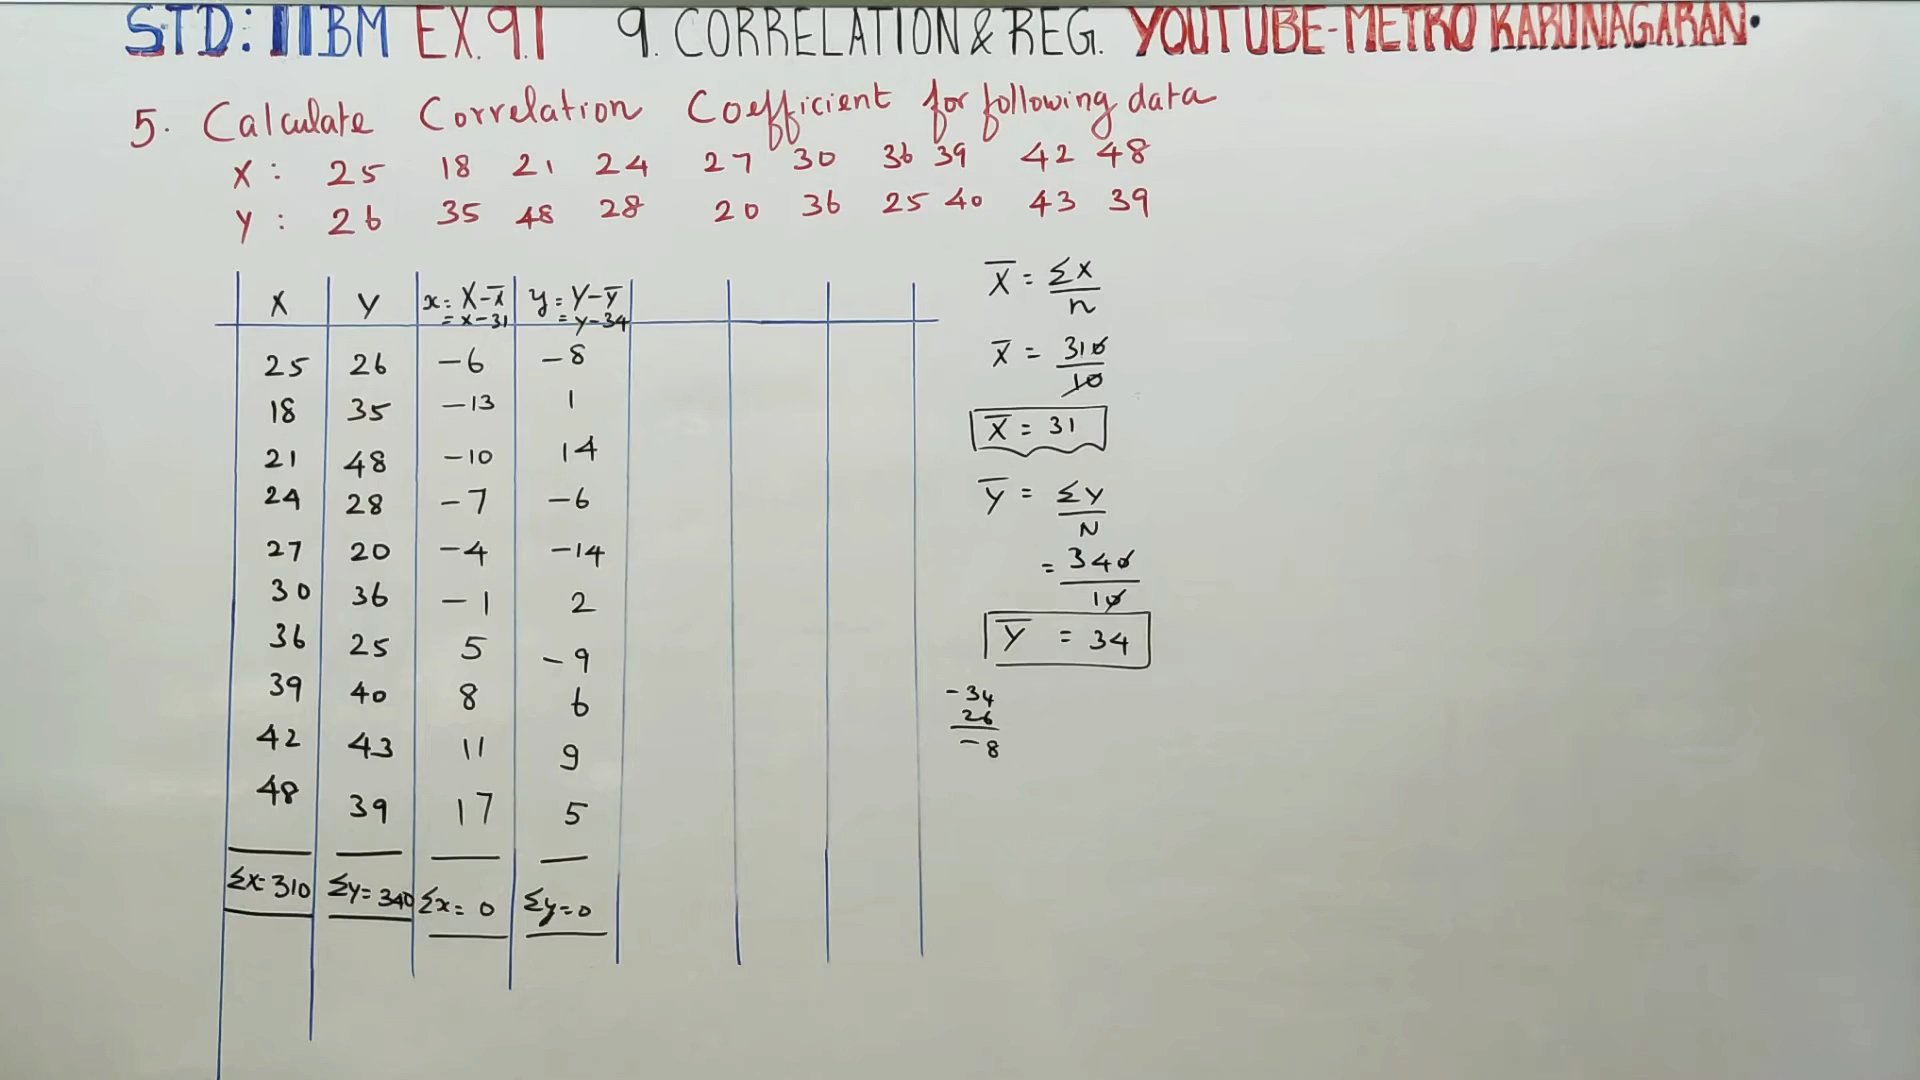 STD: 11 BM EX. 9.1 9. CORRELATION & REG. YOUTUBE-METRO KARUNAGARAN.
5. Calculate Correlation Coefficient for following data
X : 25 18 21 24 27 30 36 39 42 48
Y : 26 35 48 28 20 36 25 40 43 39
X Y x = X-X̅ y = Y-Y̅
= x-31 = y-34
25 26 -6 -8
18 35 -13 1
21 48 -10 14
24 28 -7 -6
27 20 -4 -14
30 36 -1 2
36 25 5 -9
39 40 8 6
42 43 11 9
48 39 17 5
Σx=310 Σy=340 Σx=0 Σy=0
X̅ = Σx/n
X̅ = 310/10
X̅ = 31
Y̅ = Σy/N
= 340/10
Y̅ = 34
-34
26
-8